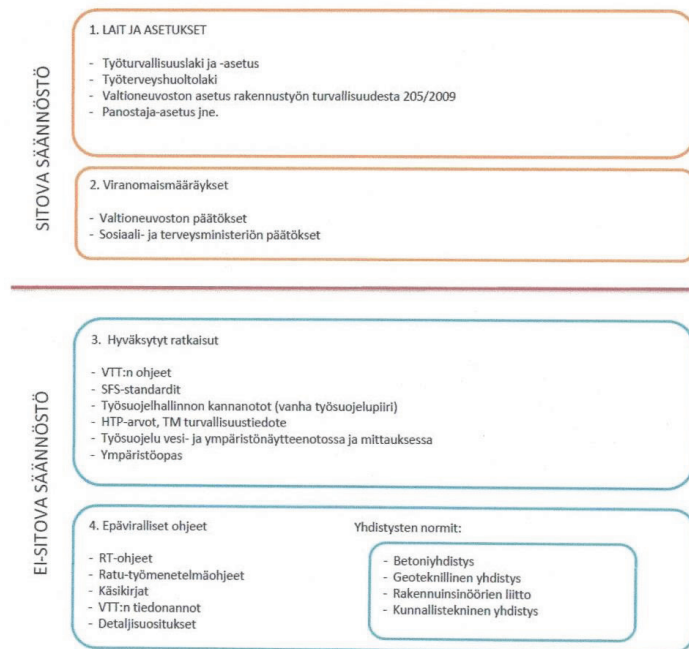 SITOVA SÄÄNNÖSTÖ
1. LAIT JA ASETUKSET
- Työturvallisuuslaki ja -asetus
- Työterveyshuoltolaki
- Valtioneuvoston asetus rakennustyön turvallisuudesta 205/2009
- Panostaja-asetus jne.
2. Viranomaismääräykset
- Valtioneuvoston päätökset
- Sosiaali- ja terveysministeriön päätökset
EI-SITOVA SÄÄNNÖSTÖ
3. Hyväksytyt ratkaisut
- VTT:n ohjeet
- SFS-standardit
- Työsuojelhallinnon kannanotot (vanha työsuojelupiiri)
- HTP-arvot, TM turvallisuustiedote
- Työsuojelu vesi- ja ympäristönäytteenotossa ja mittauksessa
- Ympäristöopas
4. Epäviralliset ohjeet
- RT-ohjeet
- Ratu-työmenetelmäohjeet
- Käsikirjat
- VTT:n tiedonannot
- Detaljisuositukset
Yhdistysten normit:
- Betoniyhdistys
- Geoteknillinen yhdistys
- Rakennuinsinöörien liitto
- Kunnallistekninen yhdistys